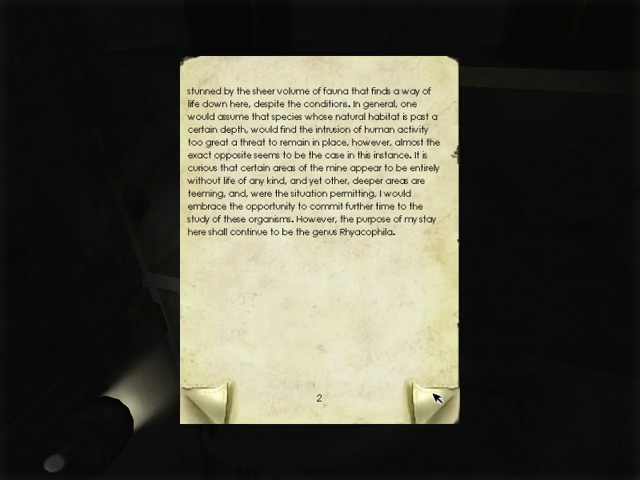 stunned by the sheer volume of fauna that finds a way of
life down here, despite the conditions. In general, one
would assume that species whose natural habitat is past a
certain depth, would find the intrusion of human activity
too great a threat to remain in place, however, almost the
exact opposite seems to be the case in this instance. It is
curious that certain areas of the mine appear to be entirely
without life of any kind, and yet other, deeper areas are
teeming, and, were the situation permitting, I would
embrace the opportunity to commit further time to the
study of these organisms. However, the purpose of my stay
here shall continue to be the genus Rhyacophila.
2